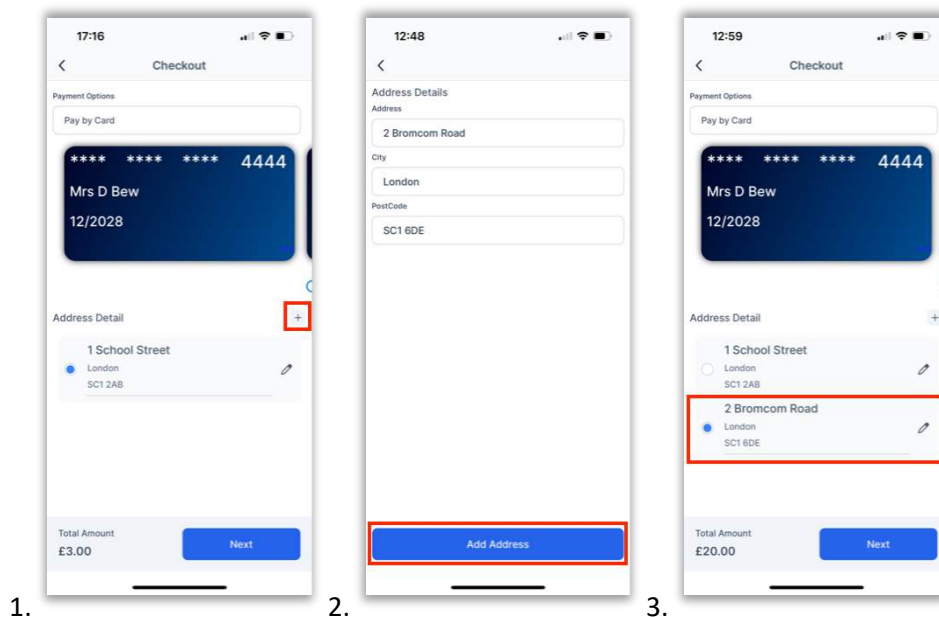 17:16
Checkout
Payment Options
Pay by Card
**** **** **** 4444
Mrs D Bew
12/2028
Address Detail
+
1 School Street
London
SC1 2AB
Total Amount
£3.00
Next
1.
12:48
Address Details
Address
2 Bromcom Road
City
London
PostCode
SC1 6DE
Add Address
2.
12:59
Checkout
Payment Options
Pay by Card
**** **** **** 4444
Mrs D Bew
12/2028
Address Detail
+
1 School Street
London
SC1 2AB
2 Bromcom Road
London
SC1 6DE
Total Amount
£20.00
Next
3.